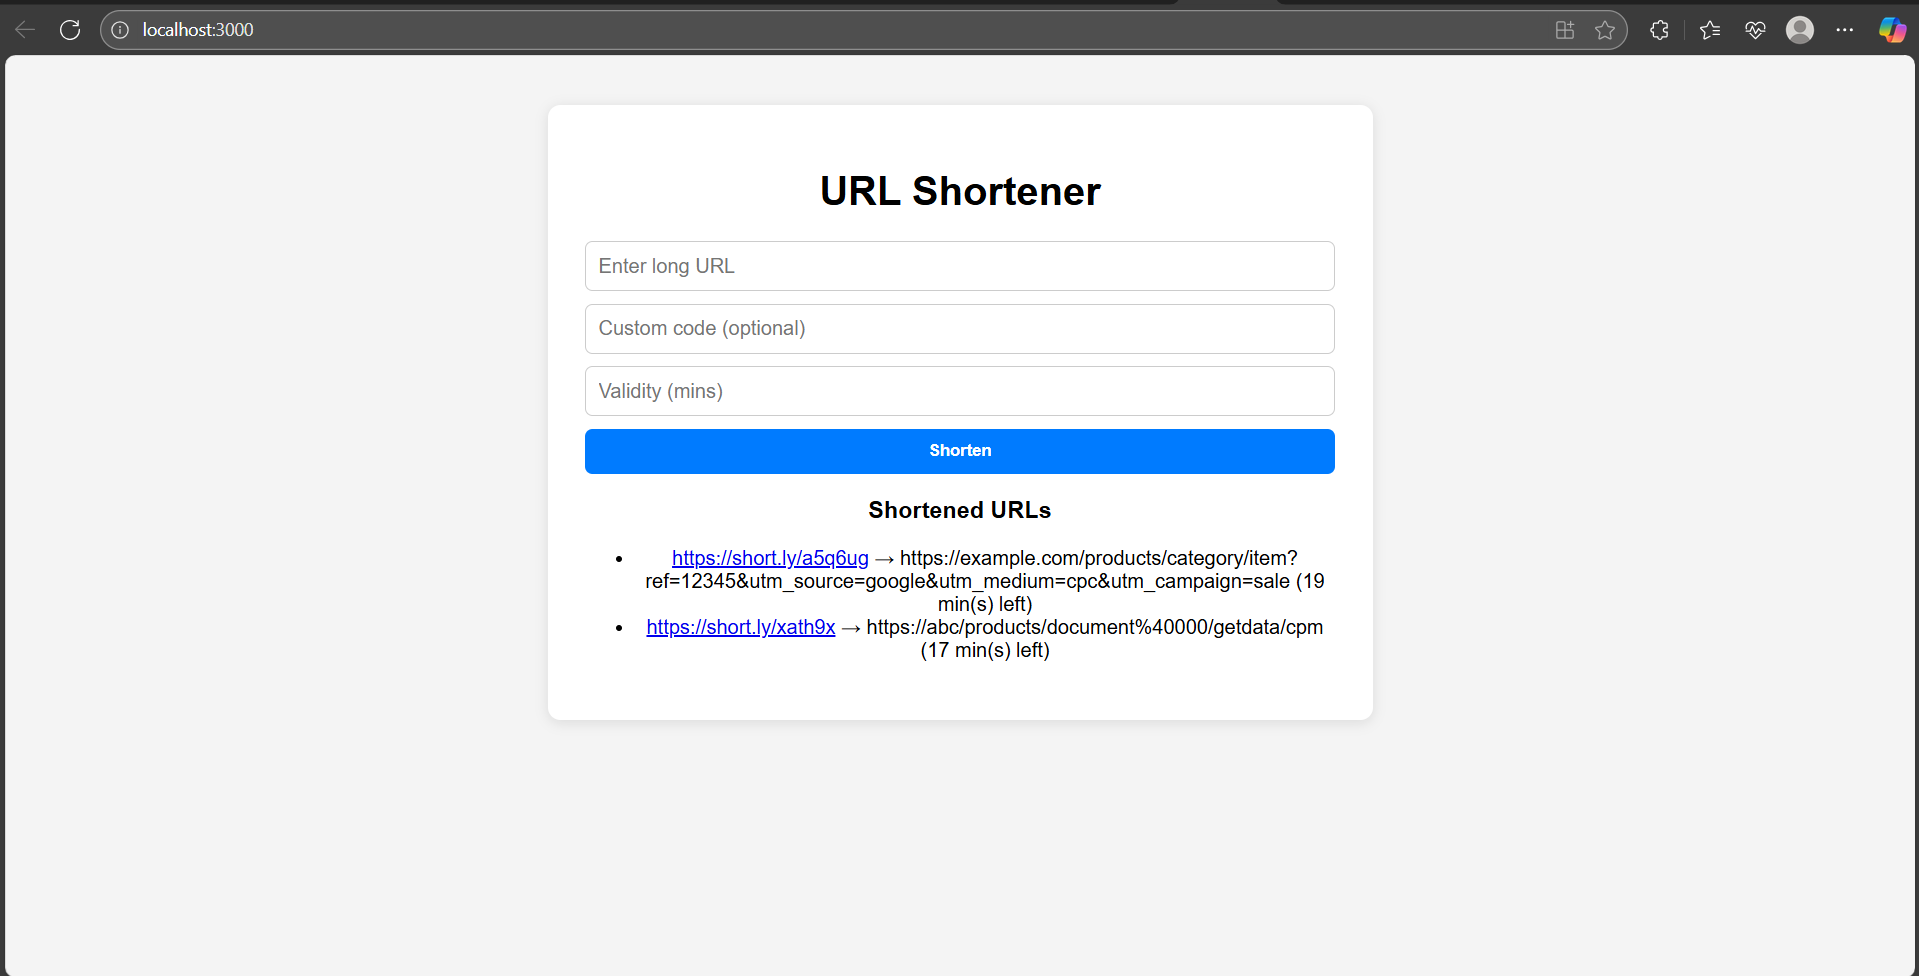 localhost:3000
URL Shortener
Enter long URL
Custom code (optional)
Validity (mins)
Shorten
Shortened URLs
• https://short.ly/a5q6ug → https://example.com/products/category/item?
ref=12345&utm_source=google&utm_medium=cpc&utm_campaign=sale (19
min(s) left)
• https://short.ly/xath9x → https://abc/products/document%40000/getdata/cpm
(17 min(s) left)